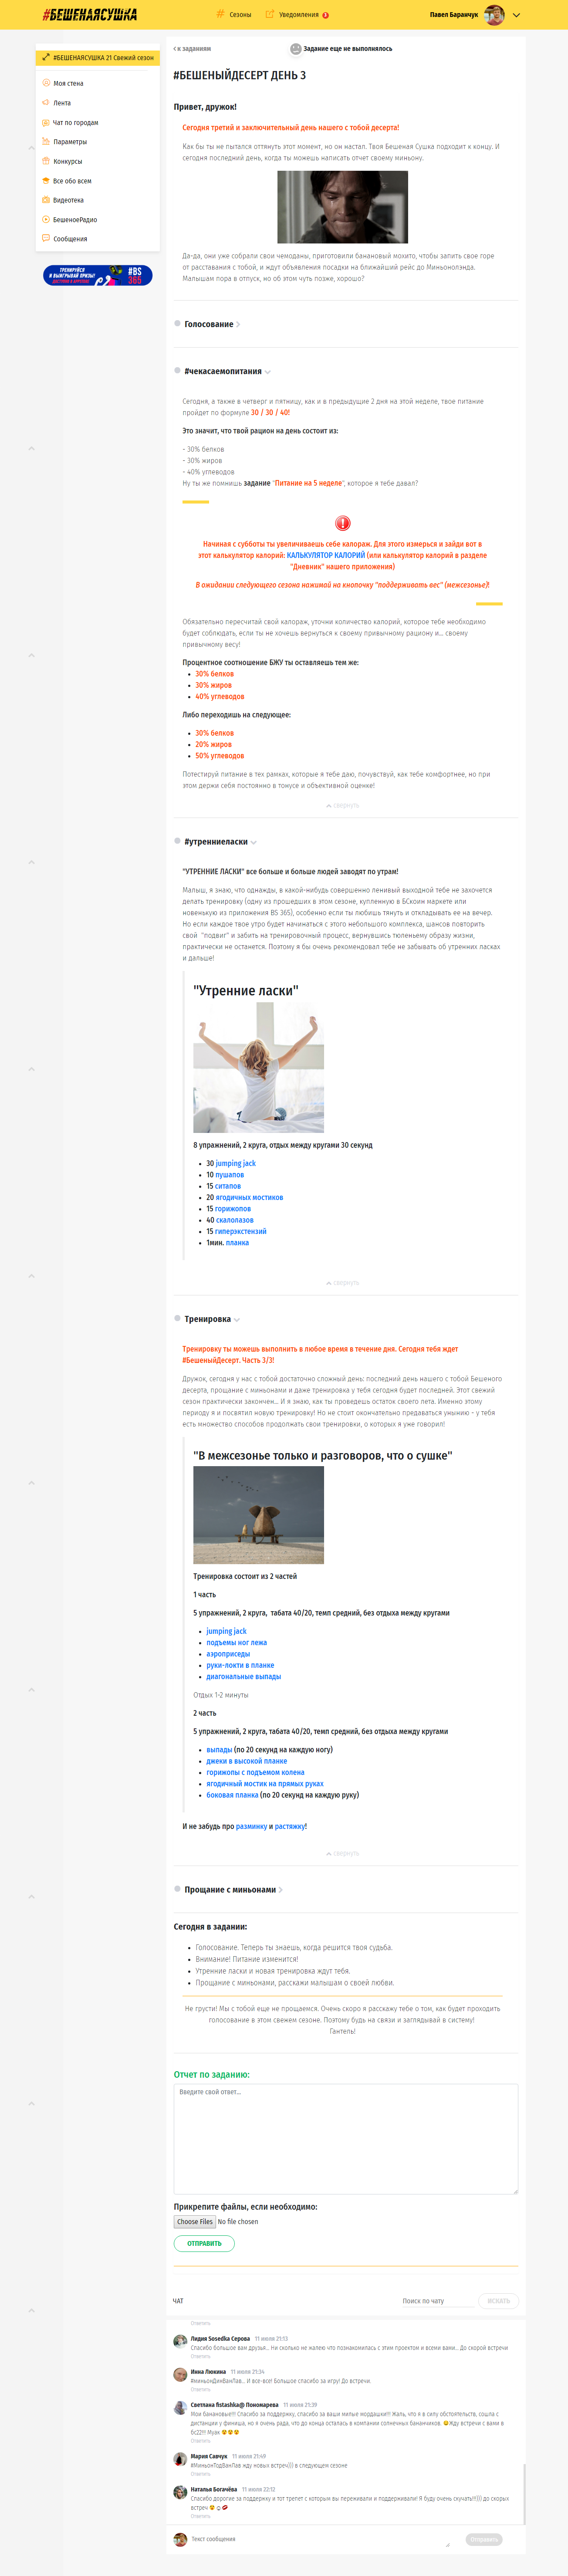 #БЕШЕНАЯСУШКА
Сезоны
Уведомления
3
Павел Баранчук
#БЕШЕНАЯСУШКА 21 Свежий сезон
Моя стена
Лента
Чат по городам
Параметры
Конкурсы
Все обо всем
Видеотека
БешеноеРадио
Сообщения
ТРЕНИРУЙСЯ
И ВЫИГРЫВАЙ ПРИЗЫ!
#BS
365
к заданиям
Задание еще не выполнялось
#БЕШЕНЫЙДЕСЕРТ ДЕНЬ 3
Привет, дружок!
Сегодня третий и заключительный день нашего с тобой десерта!
Как бы ты не пытался оттянуть этот момент, но он настал. Твоя Бешеная Сушка подходит к концу. И
сегодня последний день, когда ты можешь написать отчет своему миньону.
Да-да, они уже собрали свои чемоданы, приготовили банановый мохито, чтобы запить свое горе
от расставания с тобой, и ждут объявления посадки на ближайший рейс до Миньонолэнда.
Малышам пора в отпуск, но об этом чуть позже, хорошо?
Голосование
#чекасаемопитания
Сегодня, а также в четверг и пятницу, как и в предыдущие 2 дня на этой неделе, твое питание
пройдет по формуле 30 / 30 / 40!
Это значит, что твой рацион на день состоит из:
- 30% белков
- 30% жиров
- 40% углеводов
Ну ты же помнишь задание "Питание на 5 неделе", которое я тебе давал?
Начиная с субботы ты увеличиваешь себе калораж. Для этого измерься и зайди вот в
этот калькулятор калорий: КАЛЬКУЛЯТОР КАЛОРИЙ (или калькулятор калорий в разделе
"Дневник" нашего приложения)
В ожидании следующего сезона нажимай на кнопочку "поддерживать вес" (межсезонье)!
Обязательно пересчитай свой калораж, уточни количество калорий, которое тебе необходимо
будет соблюдать, если ты не хочешь вернуться к своему привычному рациону и... своему
привычному весу!
Процентное соотношение БЖУ ты оставляешь тем же:
• 30% белков
• 30% жиров
• 40% углеводов
Либо переходишь на следующее:
• 30% белков
• 20% жиров
• 50% углеводов
Потестируй питание в тех рамках, которые я тебе даю, почувствуй, как тебе комфортнее, но при
этом держи себя постоянно в тонусе и объективной оценке!
свернуть
#утренниеласки
"УТРЕННИЕ ЛАСКИ" все больше и больше людей заводят по утрам!
Малыш, я знаю, что однажды, в какой-нибудь совершенно ленивый выходной тебе не захочется
делать тренировку (одну из прошедших в этом сезоне, купленную в БСкоин маркете или
новенькую из приложения BS 365), особенно если ты любишь тянуть и откладывать ее на вечер.
Но если каждое твое утро будет начинаться с этого небольшого комплекса, шансов повторить
свой "подвиг" и забить на тренировочный процесс, вернувшись тюленьему образу жизни,
практически не останется. Поэтому я бы очень рекомендовал тебе не забывать об утренних ласках
и дальше!
"Утренние ласки"
8 упражнений, 2 круга, отдых между кругами 30 секунд
• 30 jumping jack
• 10 пушапов
• 15 ситапов
• 20 ягодичных мостиков
• 15 горижопов
• 40 скалолазов
• 15 гиперэкстензий
• 1мин. планка
свернуть
Тренировка
Тренировку ты можешь выполнить в любое время в течение дня. Сегодня тебя ждет
#БешеныйДесерт. Часть 3/3!
Дружок, сегодня у нас с тобой достаточно сложный день: последний день нашего с тобой Бешеного
десерта, прощание с миньонами и даже тренировка у тебя сегодня будет последней. Этот свежий
сезон практически закончен... И я знаю, как ты проведешь остаток своего лета. Именно этому
периоду я и посвятил новую тренировку! Но не стоит окончательно предаваться унынию - у тебя
есть множество способов продолжать свои тренировки, о которых я уже говорил!
"В межсезонье только и разговоров, что о сушке"
Тренировка состоит из 2 частей
1 часть
5 упражнений, 2 круга, табата 40/20, темп средний, без отдыха между кругами
• jumping jack
• подъемы ног лежа
• аэроприседы
• руки-локти в планке
• диагональные выпады
Отдых 1-2 минуты
2 часть
5 упражнений, 2 круга, табата 40/20, темп средний, без отдыха между кругами
• выпады (по 20 секунд на каждую ногу)
• джеки в высокой планке
• горижопы с подъемом колена
• ягодичный мостик на прямых руках
• боковая планка (по 20 секунд на каждую руку)
И не забудь про разминку и растяжку!
свернуть
Прощание с миньонами
Сегодня в задании:
• Голосование. Теперь ты знаешь, когда решится твоя судьба.
• Внимание! Питание изменится!
• Утренние ласки и новая тренировка ждут тебя.
• Прощание с миньонами, расскажи малышам о своей любви.
Не грусти! Мы с тобой еще не прощаемся. Очень скоро я расскажу тебе о том, как будет проходить
голосование в этом свежем сезоне. Поэтому будь на связи и заглядывай в систему!
Гантель!
Отчет по заданию:
Введите свой ответ...
Прикрепите файлы, если необходимо:
Choose Files No file chosen
ОТПРАВИТЬ
ЧАТ
Поиск по чату
ИСКАТЬ
Ответить
Лидия Sosedka Серова 11 июля 21:13
Спасибо большое вам друзья... Ни сколько не жалею что познакомилась с этим проектом и всеми вами... До скорой встречи
Ответить
Инна Люкина 11 июля 21:34
#миньонДикВанЛав... И все-все! Большое спасибо за игру! До встречи.
Ответить
Светлана fistashka@ Пономарева 11 июля 21:39
Мои банановые!!! Спасибо за поддержку, спасибо за ваши милые мордашки!!! Жаль, что я в силу обстоятельств, сошла с
дистанции у финиша, но я очень рада, что до конца осталась в компании солнечных бананчиков. 😀Жду встречи с вами в
бс22!!! Муах 😍😍😍
Ответить
Мария Савчук 11 июля 21:49
#МиньонТодВанЛав жду новых встреч))) в следующем сезоне
Ответить
Наталья Богачёва 11 июля 22:12
Спасибо дорогие за поддержку и тот трепет с которым вы переживали и поддерживали! Я буду очень скучать!!)))) до скорых
встреч
Ответить
Текст сообщения
Отправить